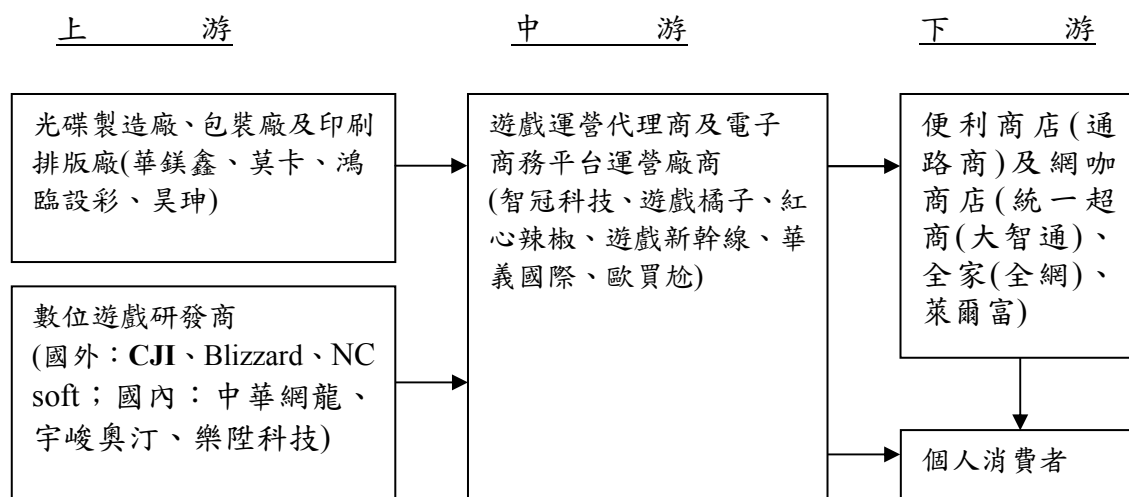 上 游
中 游
下 游
光碟製造廠、包裝廠及印刷
排版廠(華鎂鑫、莫卡、鴻
臨設彩、昊珅)
數位遊戲研發商
(國外：CJI、Blizzard、NC
soft；國內：中華網龍、
宇峻奧汀、樂陞科技)
遊戲運營代理商及電子
商務平台運營廠商
(智冠科技、遊戲橘子、紅
心辣椒、遊戲新幹線、華
義國際、歐買尬)
便利商店(通
路商)及網咖
商店(統一超
商(大智通)、
全家(全網)、
萊爾富)
個人消費者